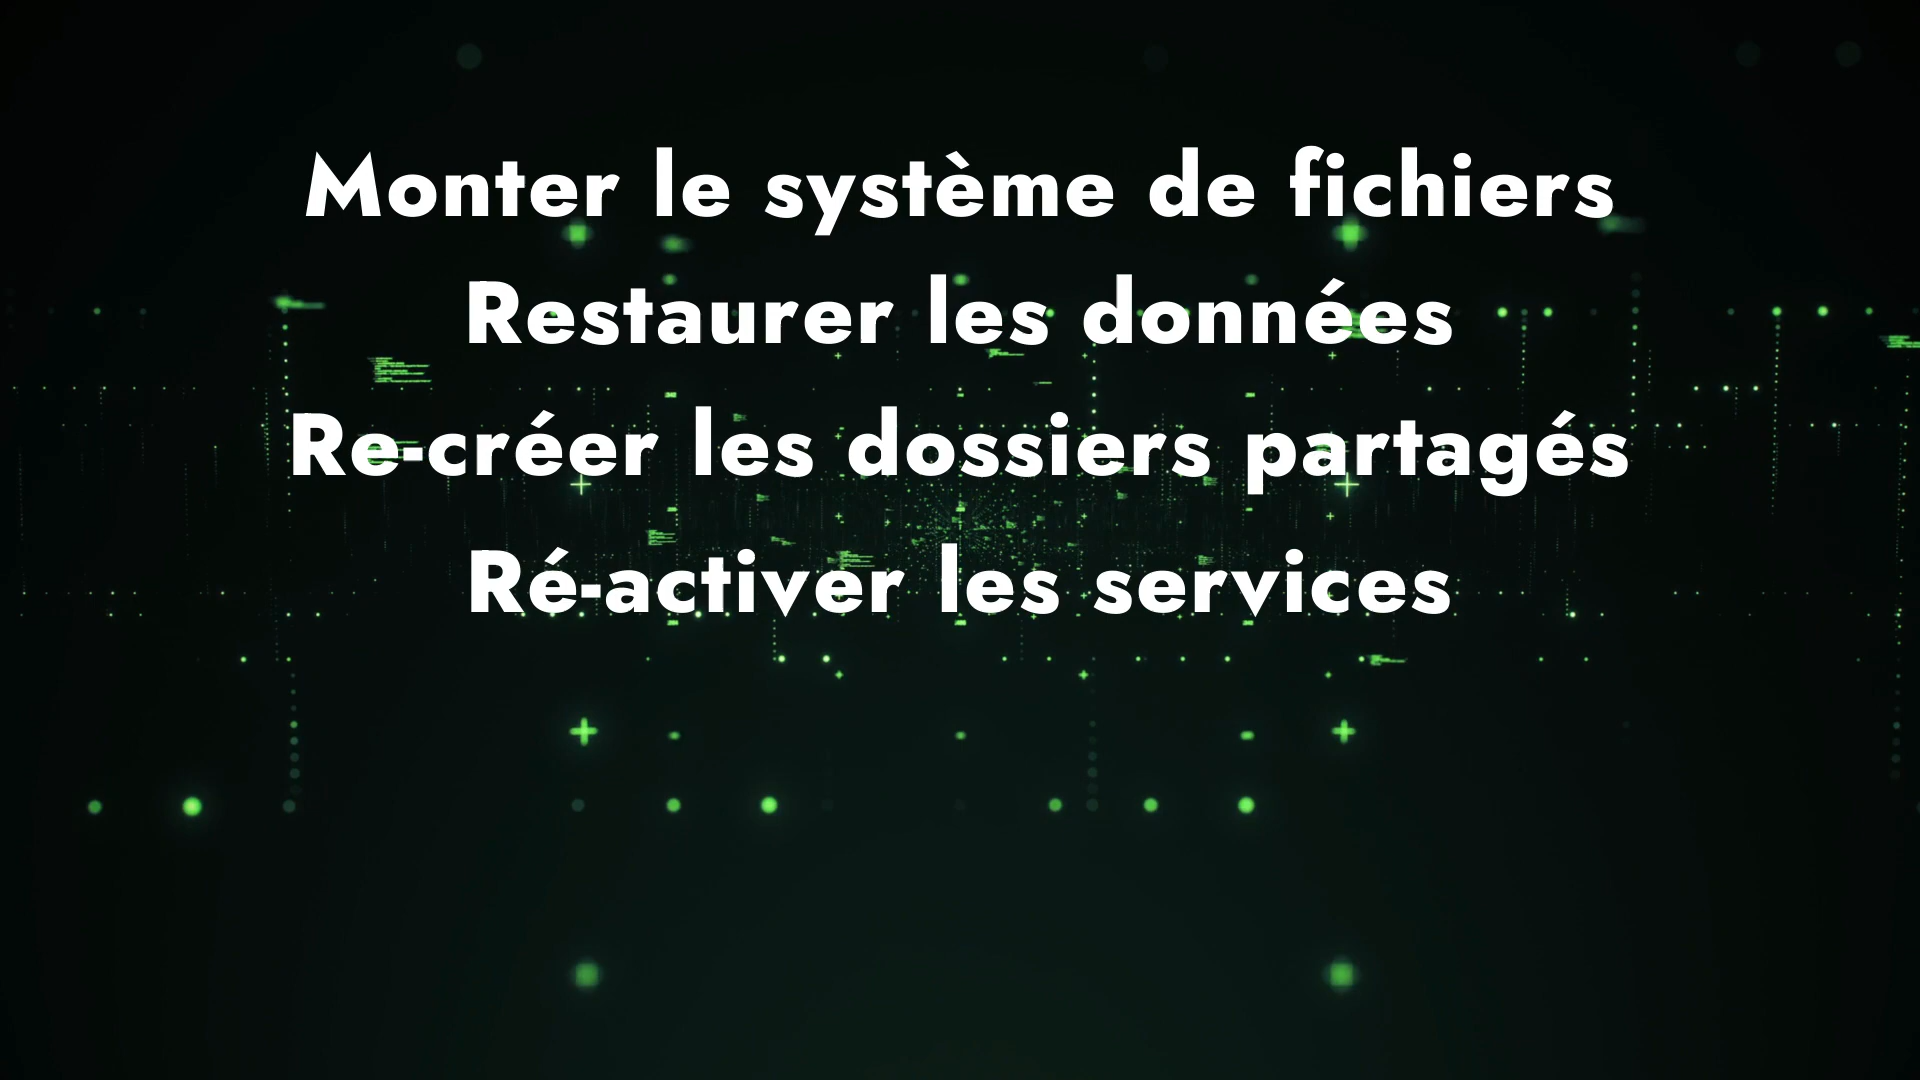 Monter le système de fichiers
Restaurer les données
Re-créer les dossiers partagés
Ré-activer les services